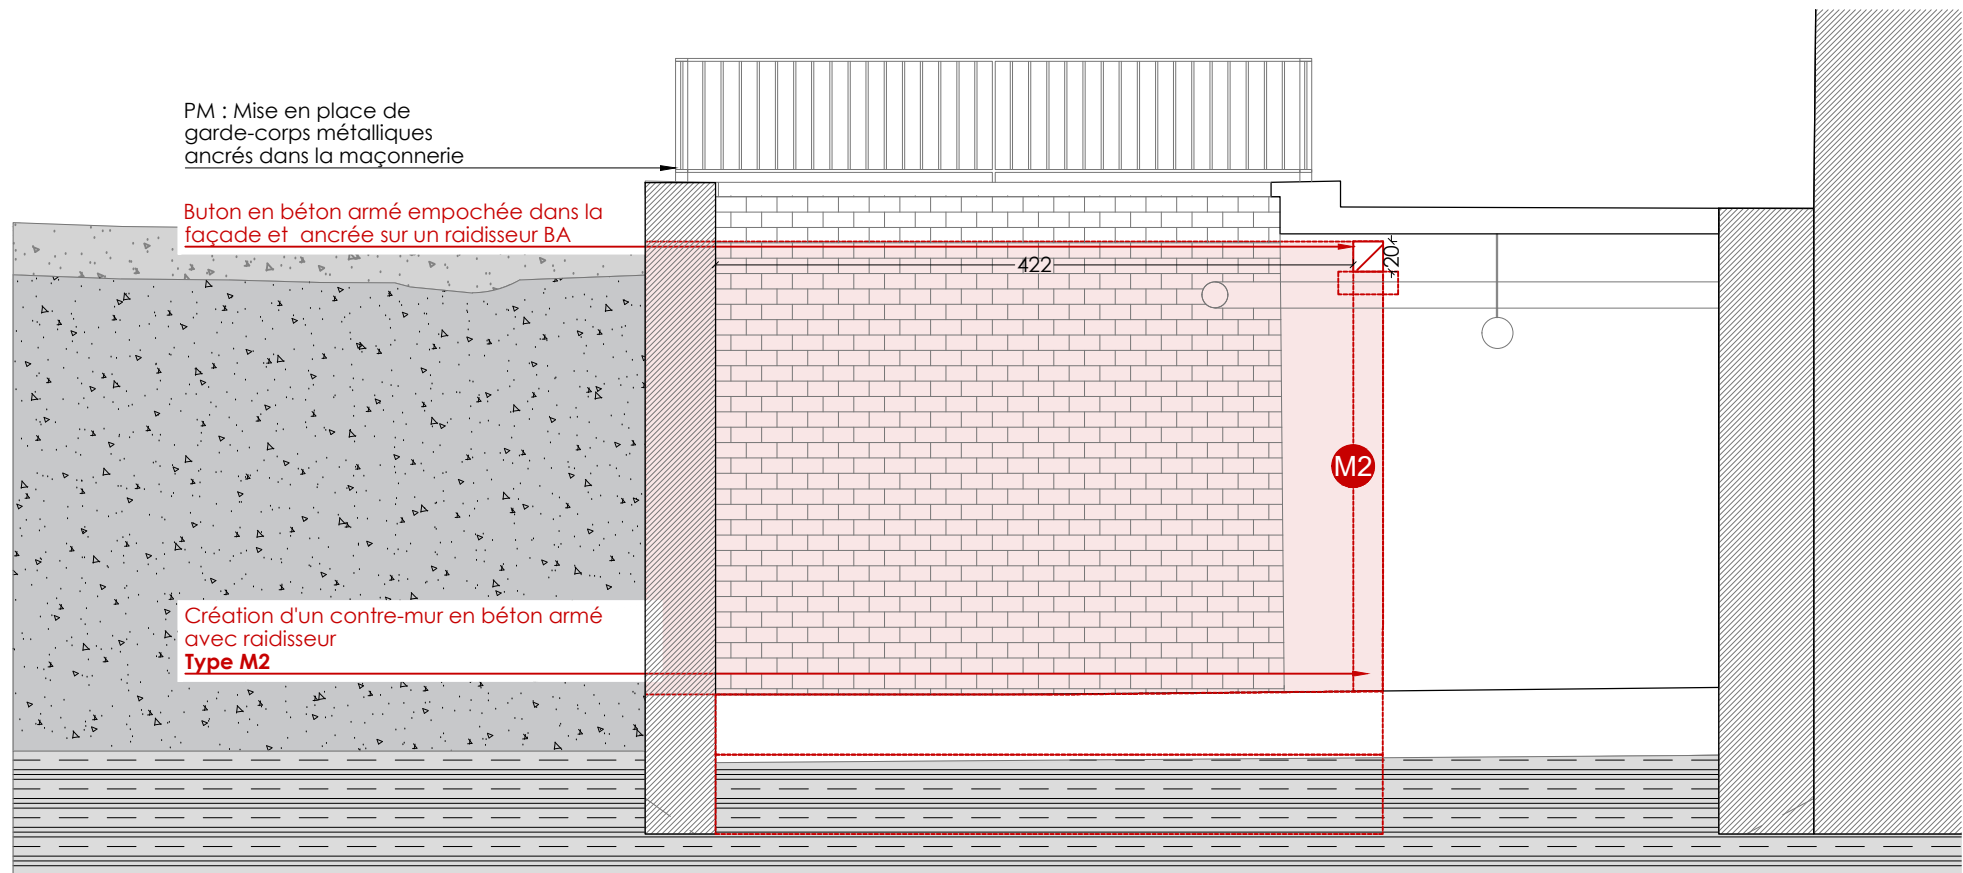 PM : Mise en place de
garde-corps métalliques
ancrés dans la maçonnerie
Buton en béton armé empochée dans la
façade et ancrée sur un raidisseur BA
422
20
M2
Création d'un contre-mur en béton armé
avec raidisseur
Type M2